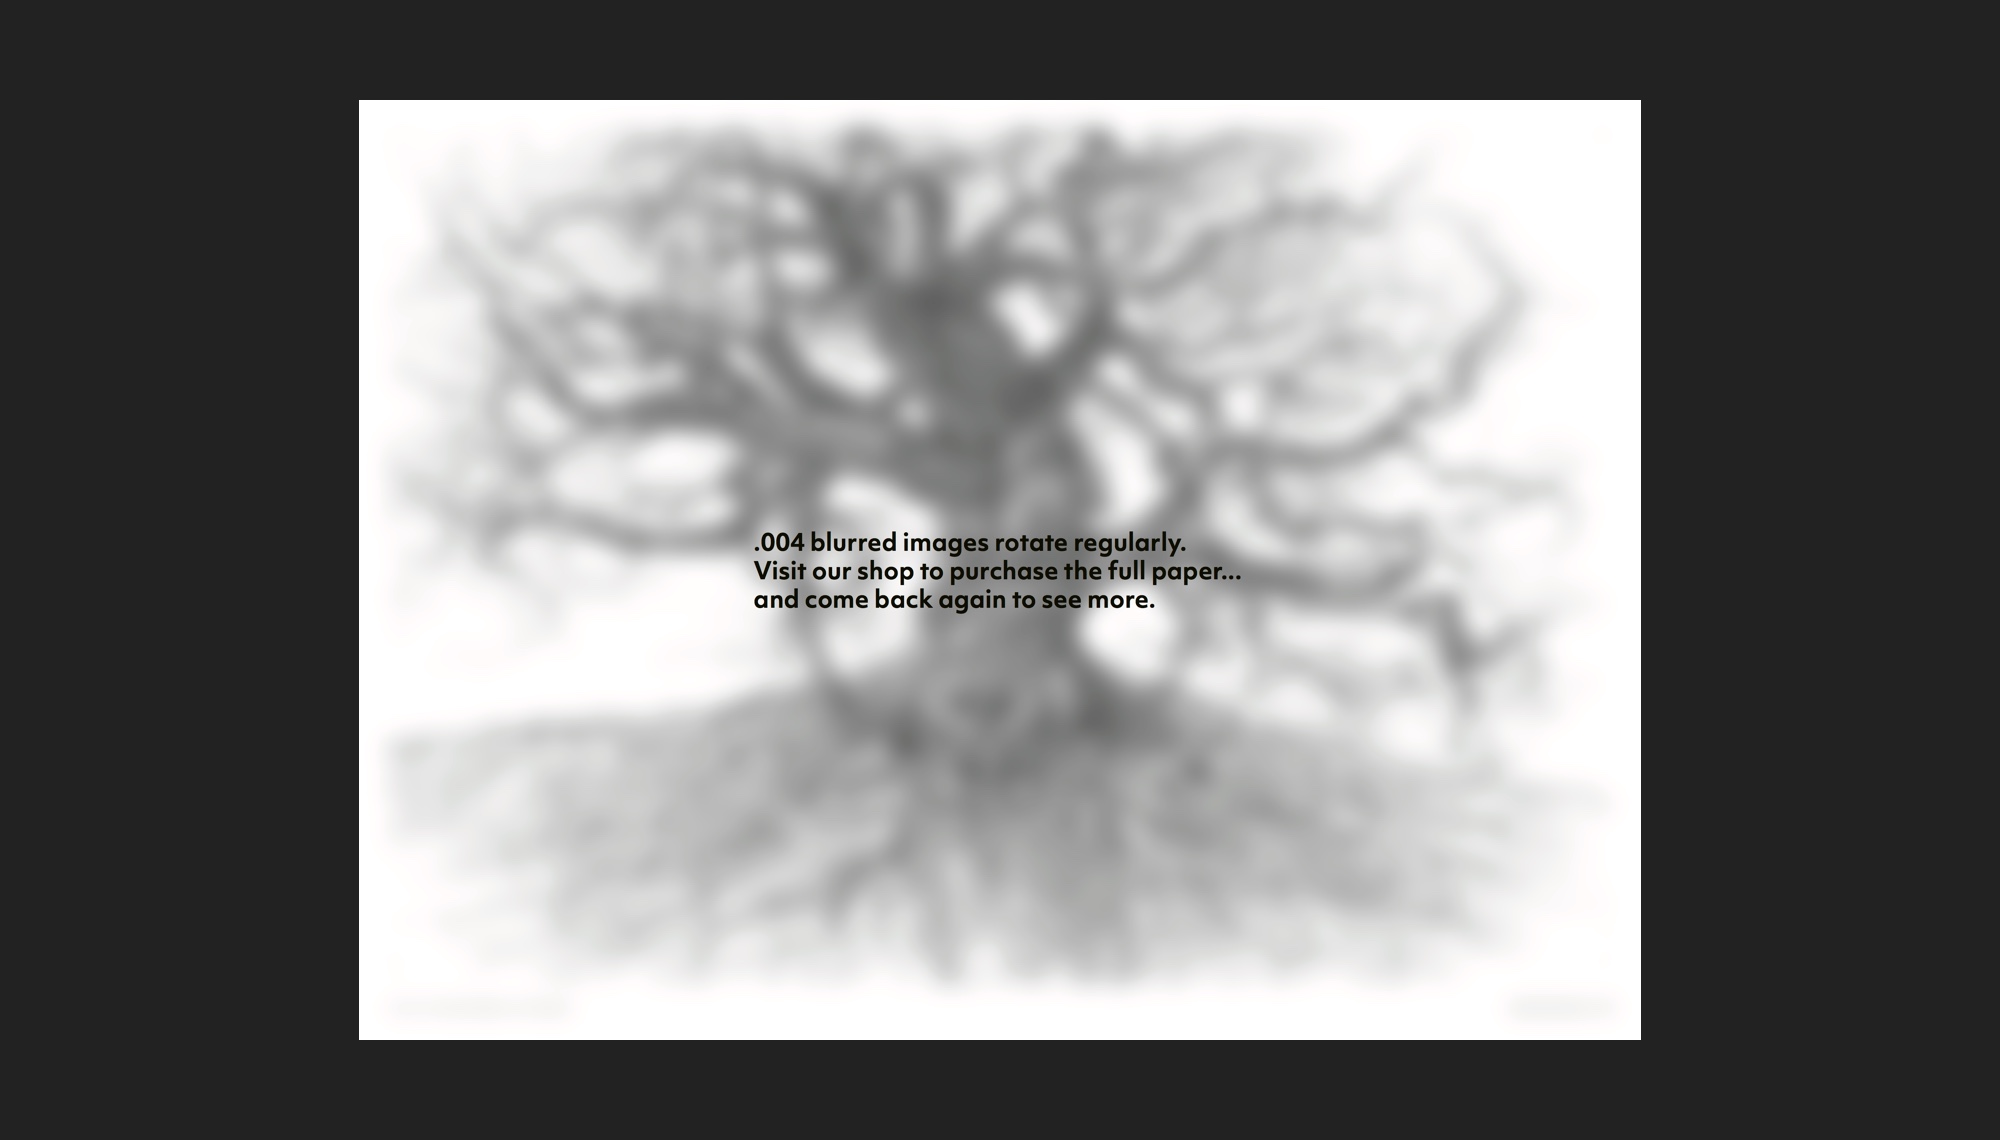 .004 blurred images rotate regularly.
Visit our shop to purchase the full paper...
and come back again to see more.